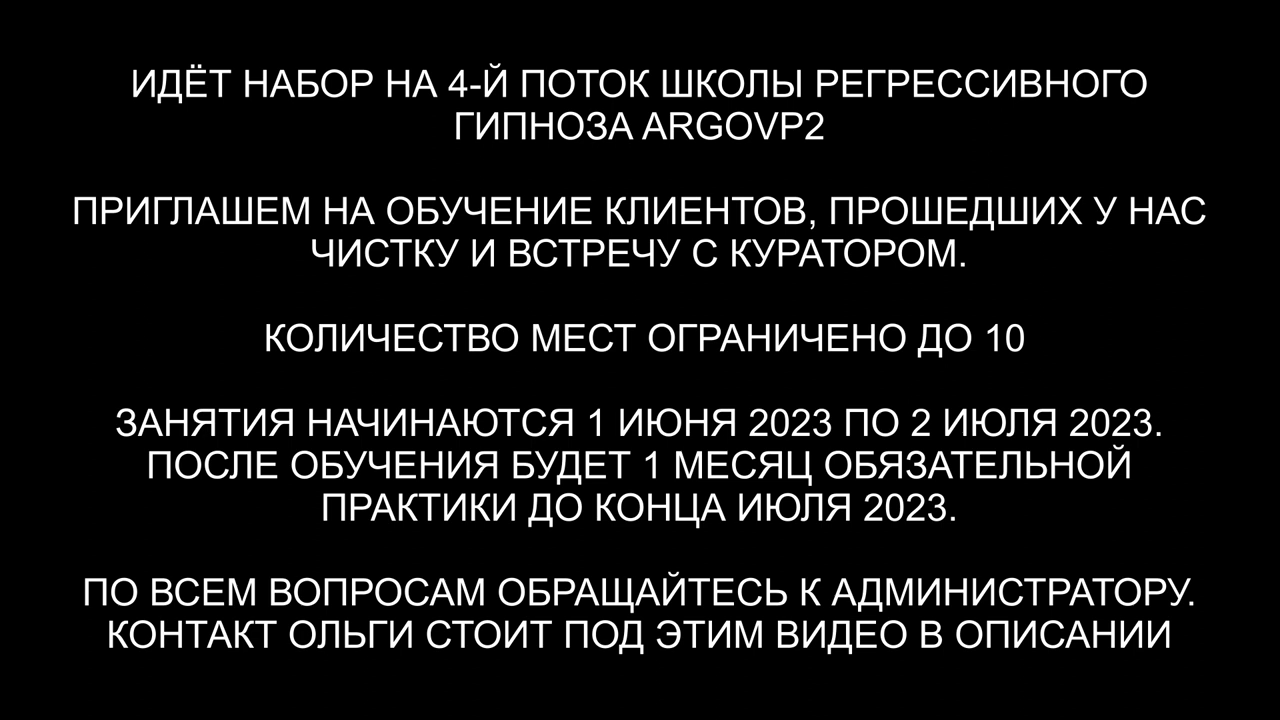 ИДЁТ НАБОР НА 4-Й ПОТОК ШКОЛЫ РЕГРЕССИВНОГО
ГИПНОЗА ARGOVP2
ПРИГЛАШЕМ НА ОБУЧЕНИЕ КЛИЕНТОВ, ПРОШЕДШИХ У НАС
ЧИСТКУ И ВСТРЕЧУ С КУРАТОРОМ.
КОЛИЧЕСТВО МЕСТ ОГРАНИЧЕНО ДО 10
ЗАНЯТИЯ НАЧИНАЮТСЯ 1 ИЮНЯ 2023 ПО 2 ИЮЛЯ 2023.
ПОСЛЕ ОБУЧЕНИЯ БУДЕТ 1 МЕСЯЦ ОБЯЗАТЕЛЬНОЙ
ПРАКТИКИ ДО КОНЦА ИЮЛЯ 2023.
ПО ВСЕМ ВОПРОСАМ ОБРАЩАЙТЕСЬ К АДМИНИСТРАТОРУ.
КОНТАКТ ОЛЬГИ СТОИТ ПОД ЭТИМ ВИДЕО В ОПИСАНИИ